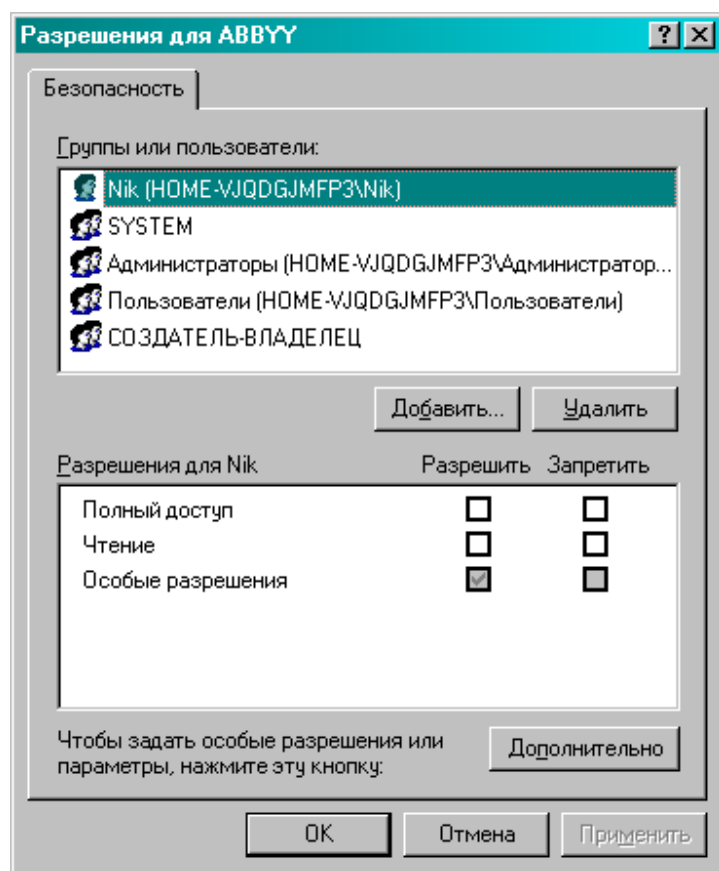 Разрешения для ABBYY
Безопасность
Группы или пользователи:
Nik (HOME-VJQDGJMFP3\Nik)
SYSTEM
Администраторы (HOME-VJQDGJMFP3\Администратор...
Пользователи (HOME-VJQDGJMFP3\Пользователи)
СОЗДАТЕЛЬ-ВЛАДЕЛЕЦ
Добавить... Удалить
Разрешения для Nik Разрешить Запретить
Полный доступ
Чтение
Особые разрешения
Чтобы задать особые разрешения или
параметры, нажмите эту кнопку: Дополнительно
OK Отмена Применить